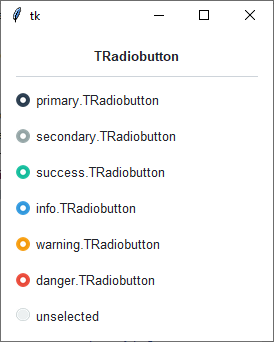 tk
TRadiobutton
primary.TRadiobutton
secondary.TRadiobutton
success.TRadiobutton
info.TRadiobutton
warning.TRadiobutton
danger.TRadiobutton
unselected